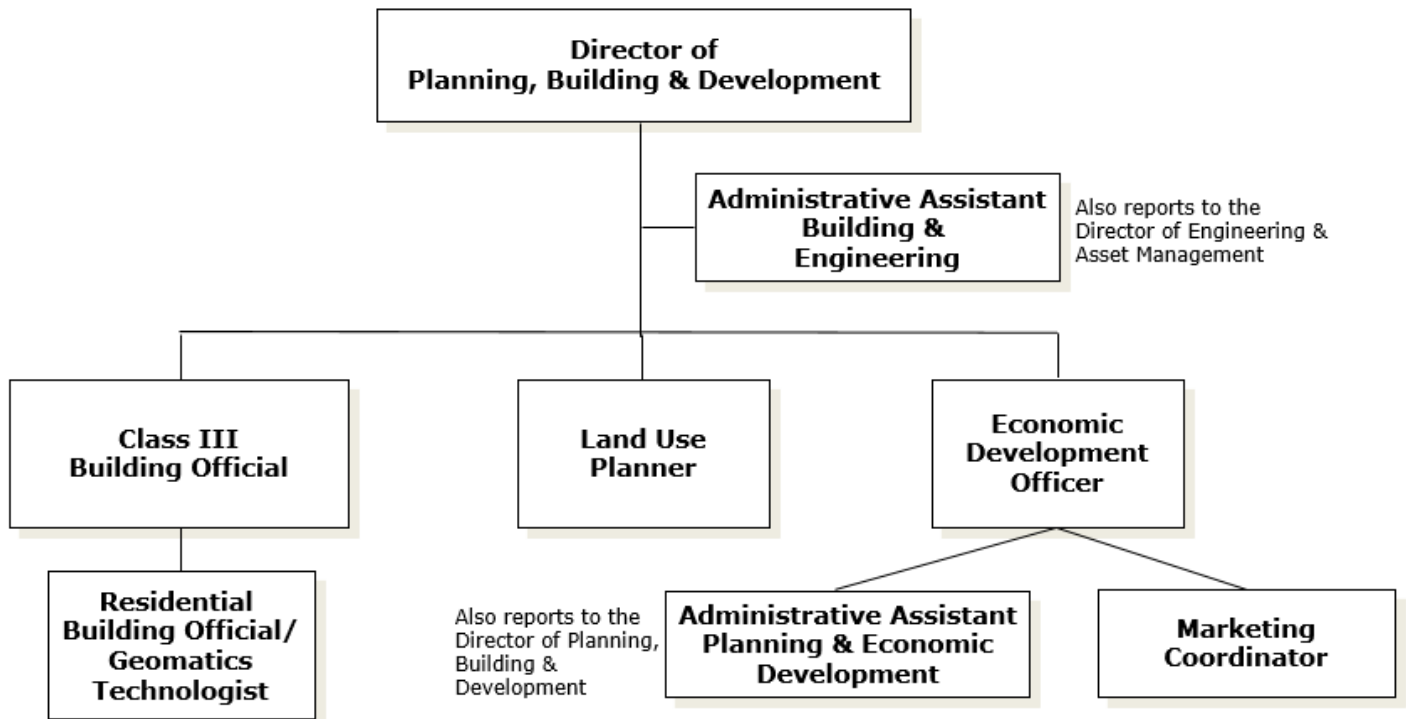 Director of
Planning, Building & Development
Administrative Assistant
Building &
Engineering
Also reports to the
Director of Engineering &
Asset Management
Class III
Building Official
Land Use
Planner
Economic
Development
Officer
Residential
Building Official/
Geomatics
Technologist
Also reports to the
Director of Planning,
Building &
Development
Administrative Assistant
Planning & Economic
Development
Marketing
Coordinator